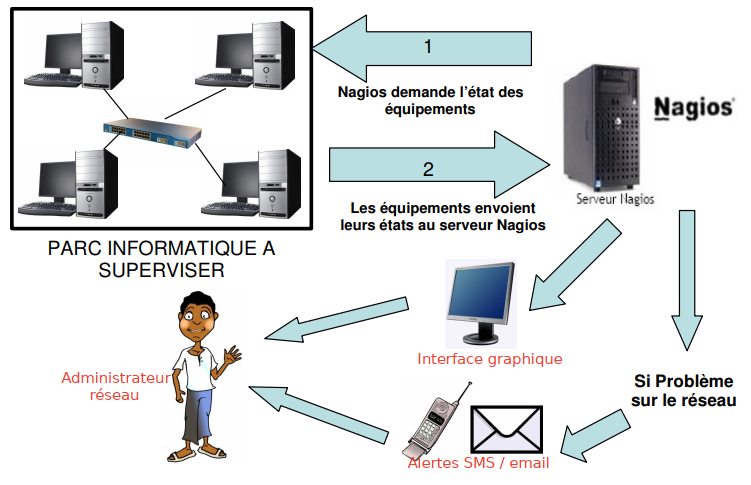 1
Nagios demande l'état des
équipements
Nagios®
Serveur Nagios
2
Les équipements envoient
leurs états au serveur Nagios
PARC INFORMATIQUE A
SUPERVISER
Interface graphique
Administrateur
réseau
Si Problème
sur le réseau
Alertes SMS / email